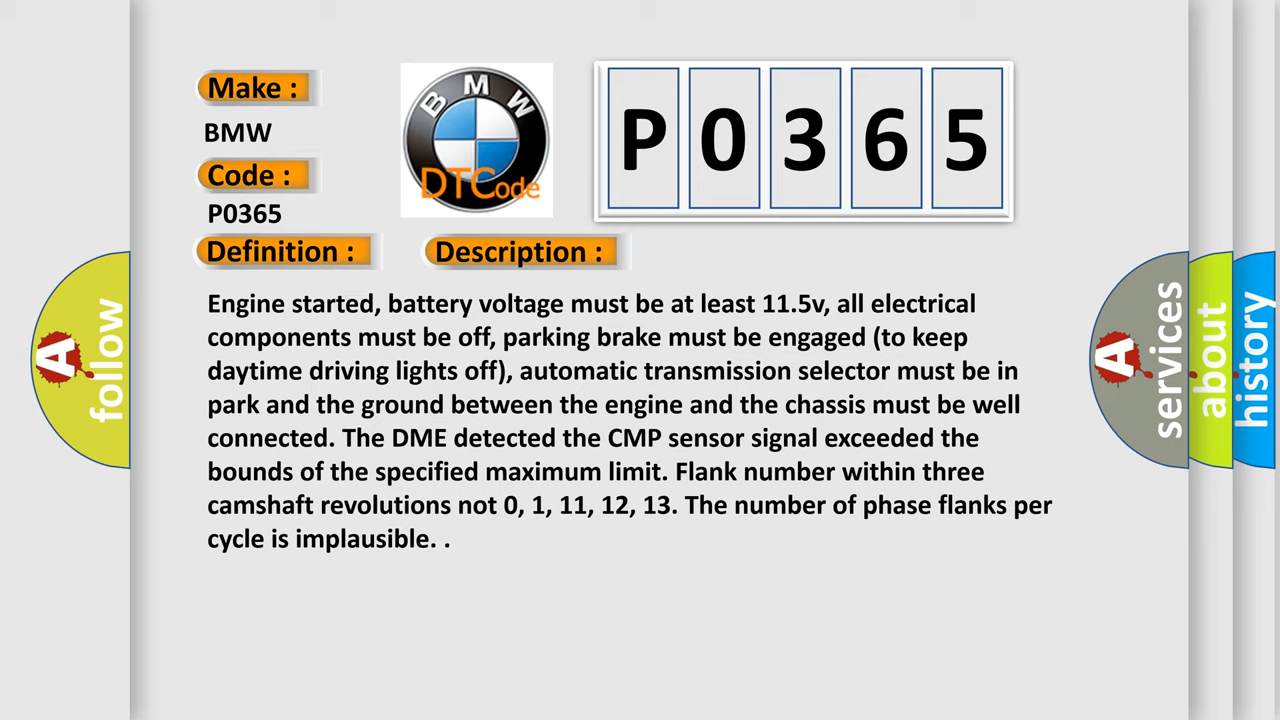 Make :
BMW
Code :
P0365
Definition :
Description :
BMW
DTCode
P0365
Engine started, battery voltage must be at least 11.5v, all electrical
components must be off, parking brake must be engaged (to keep
daytime driving lights off), automatic transmission selector must be in
park and the ground between the engine and the chassis must be well
connected. The DME detected the CMP sensor signal exceeded the
bounds of the specified maximum limit. Flank number within three
camshaft revolutions not 0, 1, 11, 12, 13. The number of phase flanks per
cycle is implausible. .
A
follow
A
services
about
history